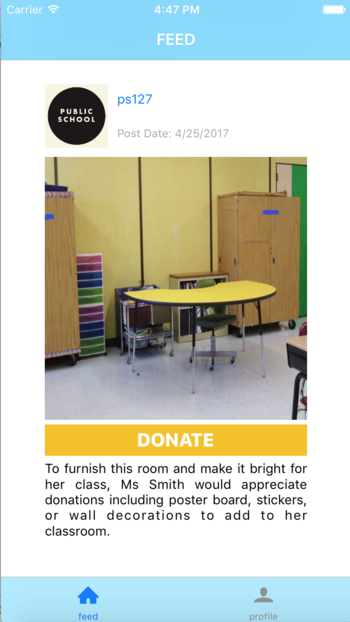 Carrier 4:47 PM
FEED
PUBLIC
SCHOOL
ps127
Post Date: 4/25/2017
DONATE
To furnish this room and make it bright for
her class, Ms Smith would appreciate
donations including poster board, stickers,
or wall decorations to add to her
classroom.
feed profile